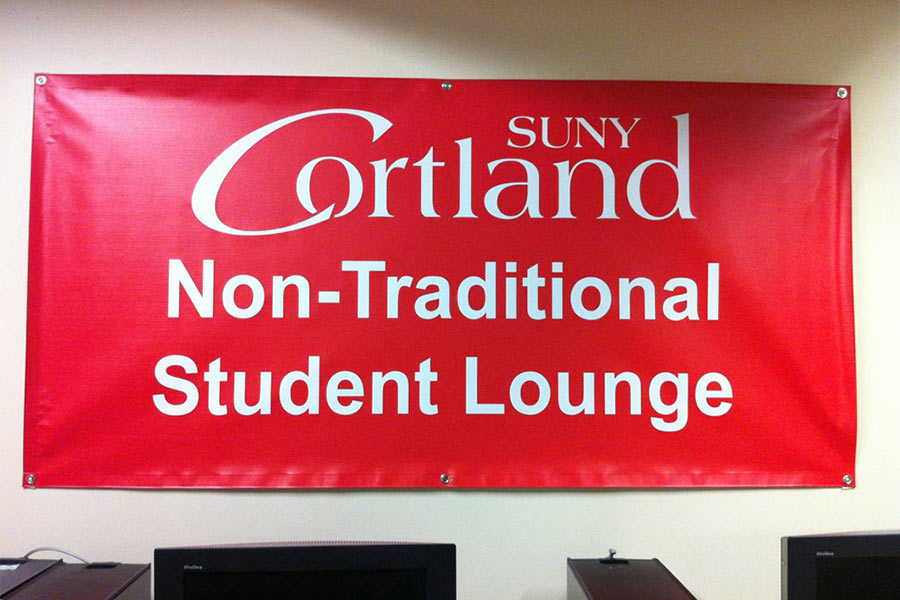 SUNY
Cortland
Non-Traditional
Student Lounge